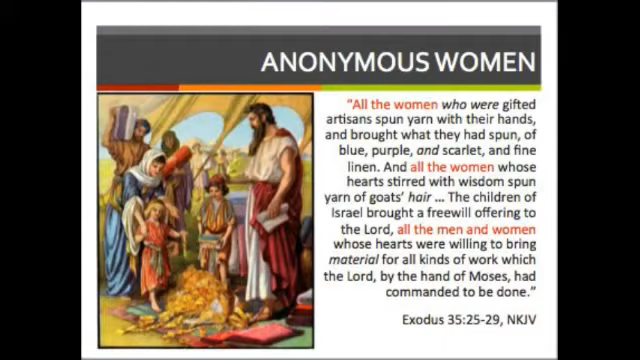 ANONYMOUS WOMEN
"All the women who were gifted
artisans spun yarn with their hands,
and brought what they had spun, of
blue, purple, and scarlet, and fine
linen. And all the women whose
hearts stirred with wisdom spun
yarn of goats' hair ... The children of
Israel brought a freewill offering to
the Lord, all the men and women
whose hearts were willing to bring
material for all kinds of work which
the Lord, by the hand of Moses, had
commanded to be done."
Exodus 35:25-29, NKJV